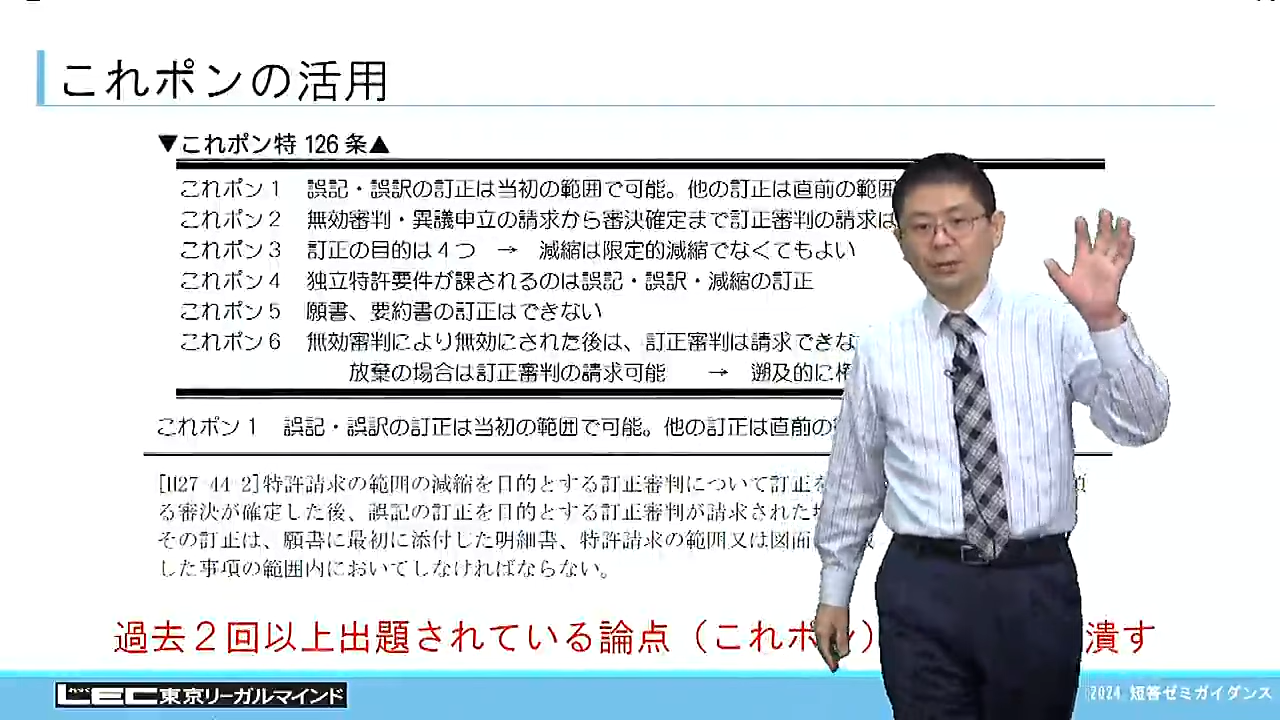 これポンの活用
▼これポン特 126 条▲
これポン1 誤記・誤訳の訂正は当初の範囲で可能。他の訂正は直前の範囲
これポン2 無効審判・異議申立の請求から審決確定まで訂正審判の請求は
これポン3 訂正の目的は4つ → 減縮は限定的減縮でなくてもよい
これポン4 独立特許要件が課されるのは誤記・誤訳・減縮の訂正
これポン5 願書、要約書の訂正はできない
これポン6 無効審判により無効にされた後は、訂正審判は請求できな
放棄の場合は訂正審判の請求可能 → 遡及的に権
これポン1 誤記・誤訳の訂正は当初の範囲で可能。他の訂正は直前の
[H27-44-2]特許請求の範囲の減縮を目的とする訂正審判について訂正を
る審決が確定した後、誤記の訂正を目的とする訂正審判が請求された
その訂正は、願書に最初に添付した明細書、特許請求の範囲又は図面
した事項の範囲内においてしなければならない。
過去2回以上出題されている論点(これポン) 潰す
LEC東京リーガルマインド
2024 短答ゼミガイダンス